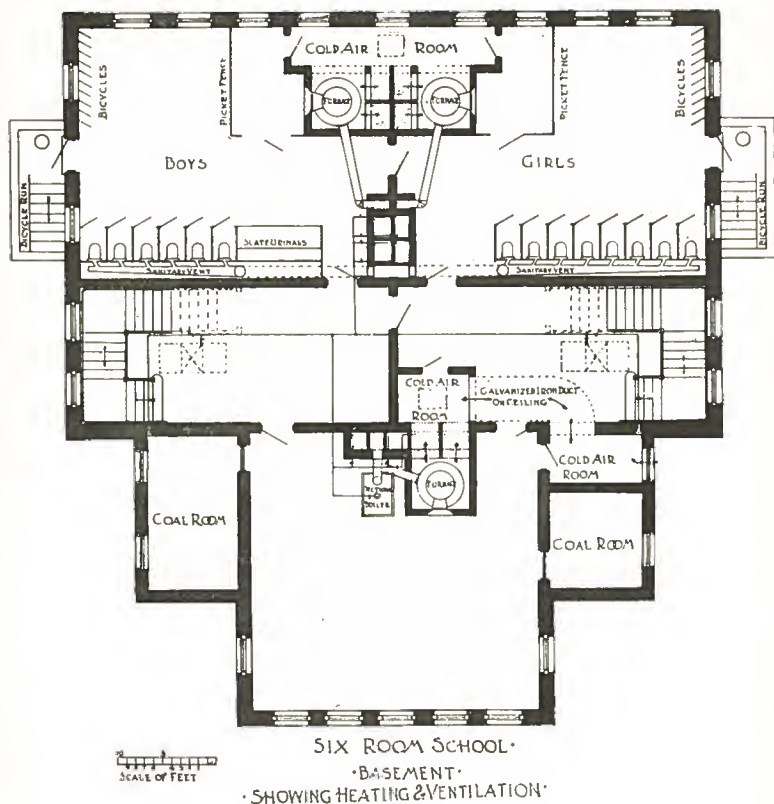 COLD AIR ROOM
FURNACE
FURNACE
BICYCLES
PICKET FENCE
PICKET FENCE
BICYCLES
BOYS
GIRLS
BICYCLE RUN
BICYCLE RUN
SLATE URINALS
SANITARY VENT
SANITARY VENT
COLD AIR
ROOM
GALVANIZED IRON DUCT
ON CEILING
COLD AIR
ROOM
FURNACE
COAL ROOM
COAL ROOM
SIX ROOM SCHOOL·
SCALE OF FEET
·BASEMENT·
·SHOWING HEATING & VENTILATION·